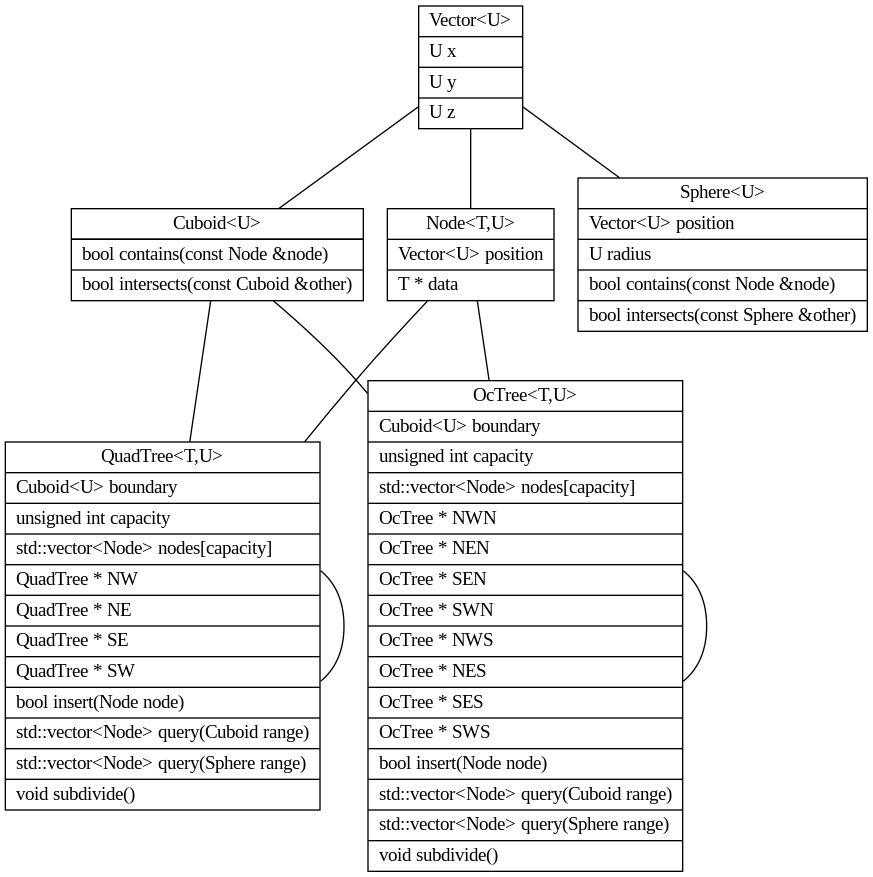 Vector<U>
U x
U y
U z
Cuboid<U>
bool contains(const Node &node)
bool intersects(const Cuboid &other)
Node<T,U>
Vector<U> position
T * data
Sphere<U>
Vector<U> position
U radius
bool contains(const Node &node)
bool intersects(const Sphere &other)
QuadTree<T,U>
Cuboid<U> boundary
unsigned int capacity
std::vector<Node> nodes[capacity]
QuadTree * NW
QuadTree * NE
QuadTree * SE
QuadTree * SW
bool insert(Node node)
std::vector<Node> query(Cuboid range)
std::vector<Node> query(Sphere range)
void subdivide()
OcTree<T,U>
Cuboid<U> boundary
unsigned int capacity
std::vector<Node> nodes[capacity]
OcTree * NWN
OcTree * NEN
OcTree * SEN
OcTree * SWN
OcTree * NWS
OcTree * NES
OcTree * SES
OcTree * SWS
bool insert(Node node)
std::vector<Node> query(Cuboid range)
std::vector<Node> query(Sphere range)
void subdivide()